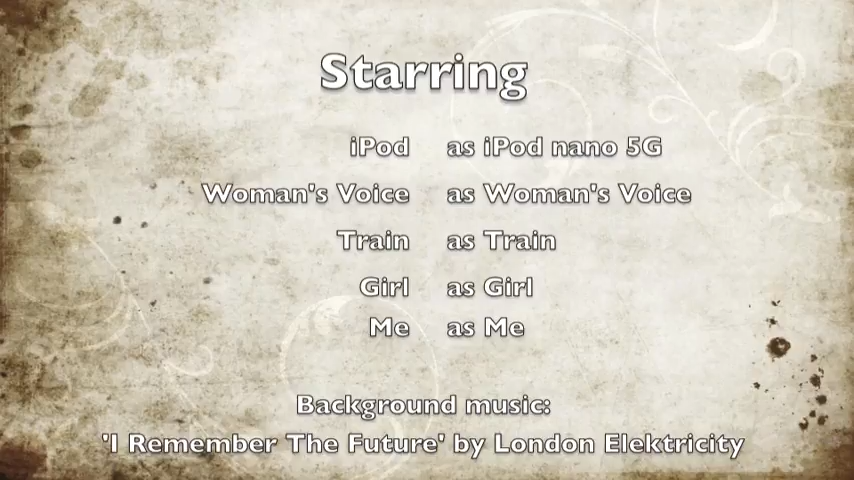 Starring
iPod as iPod nano 5G
Woman's Voice as Woman's Voice
Train as Train
Girl as Girl
Me as Me
Background music:
'I Remember The Future' by London Elektricity